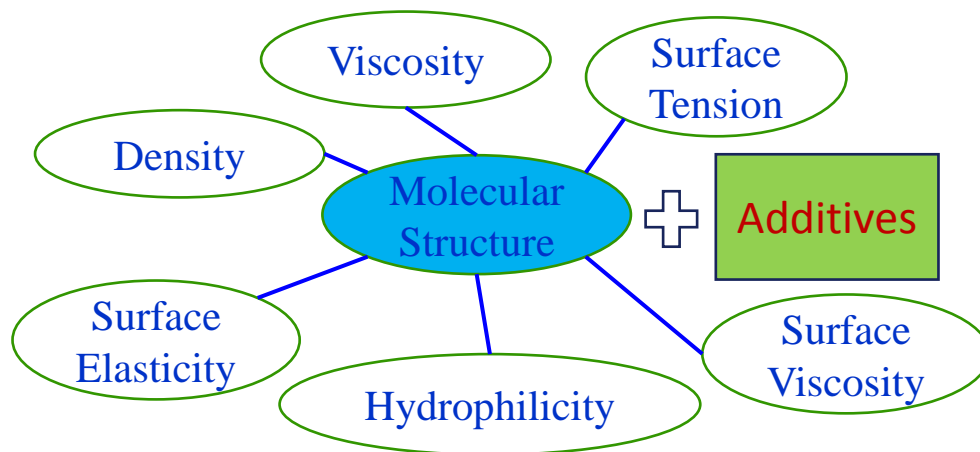 Viscosity
Surface
Tension
Density
Molecular
Structure
Additives
Surface
Elasticity
Hydrophilicity
Surface
Viscosity